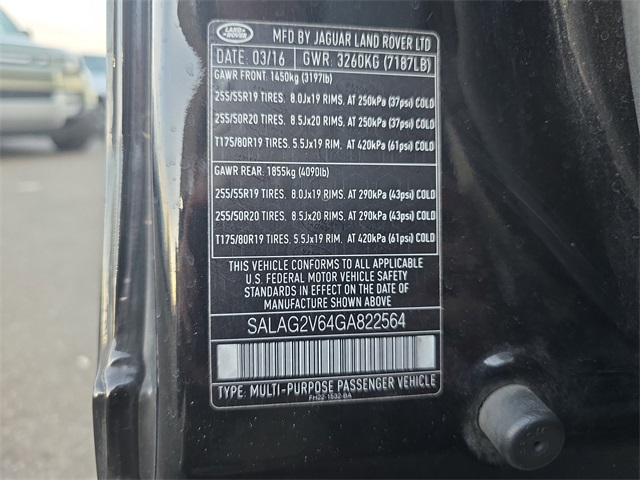 LAND ROVER
MFD BY JAGUAR LAND ROVER LTD
DATE: 03/16 GWR: 3260KG (7187LB)
GAWR FRONT: 1450kg (3197lb)
255/55R19 TIRES. 8.0Jx19 RIMS. AT 250kPa (37psi) COLD
255/50R20 TIRES. 8.5Jx20 RIMS. AT 250kPa (37psi) COLD
T175/80R19 TIRES. 5.5Jx19 RIM. AT 420kPa (61psi) COLD
GAWR REAR: 1855kg (4090lb)
255/55R19 TIRES. 8.0Jx19 RIMS. AT 290kPa (43psi) COLD
255/50R20 TIRES. 8.5Jx20 RIMS. AT 290kPa (43psi) COLD
T175/80R19 TIRES. 5.5Jx19 RIM. AT 420kPa (61psi) COLD
THIS VEHICLE CONFORMS TO ALL APPLICABLE
U.S. FEDERAL MOTOR VEHICLE SAFETY
STANDARDS IN EFFECT ON THE DATE OF
MANUFACTURE SHOWN ABOVE
SALAG2V64GA822564
TYPE: MULTI-PURPOSE PASSENGER VEHICLE
FH22-1532-BA